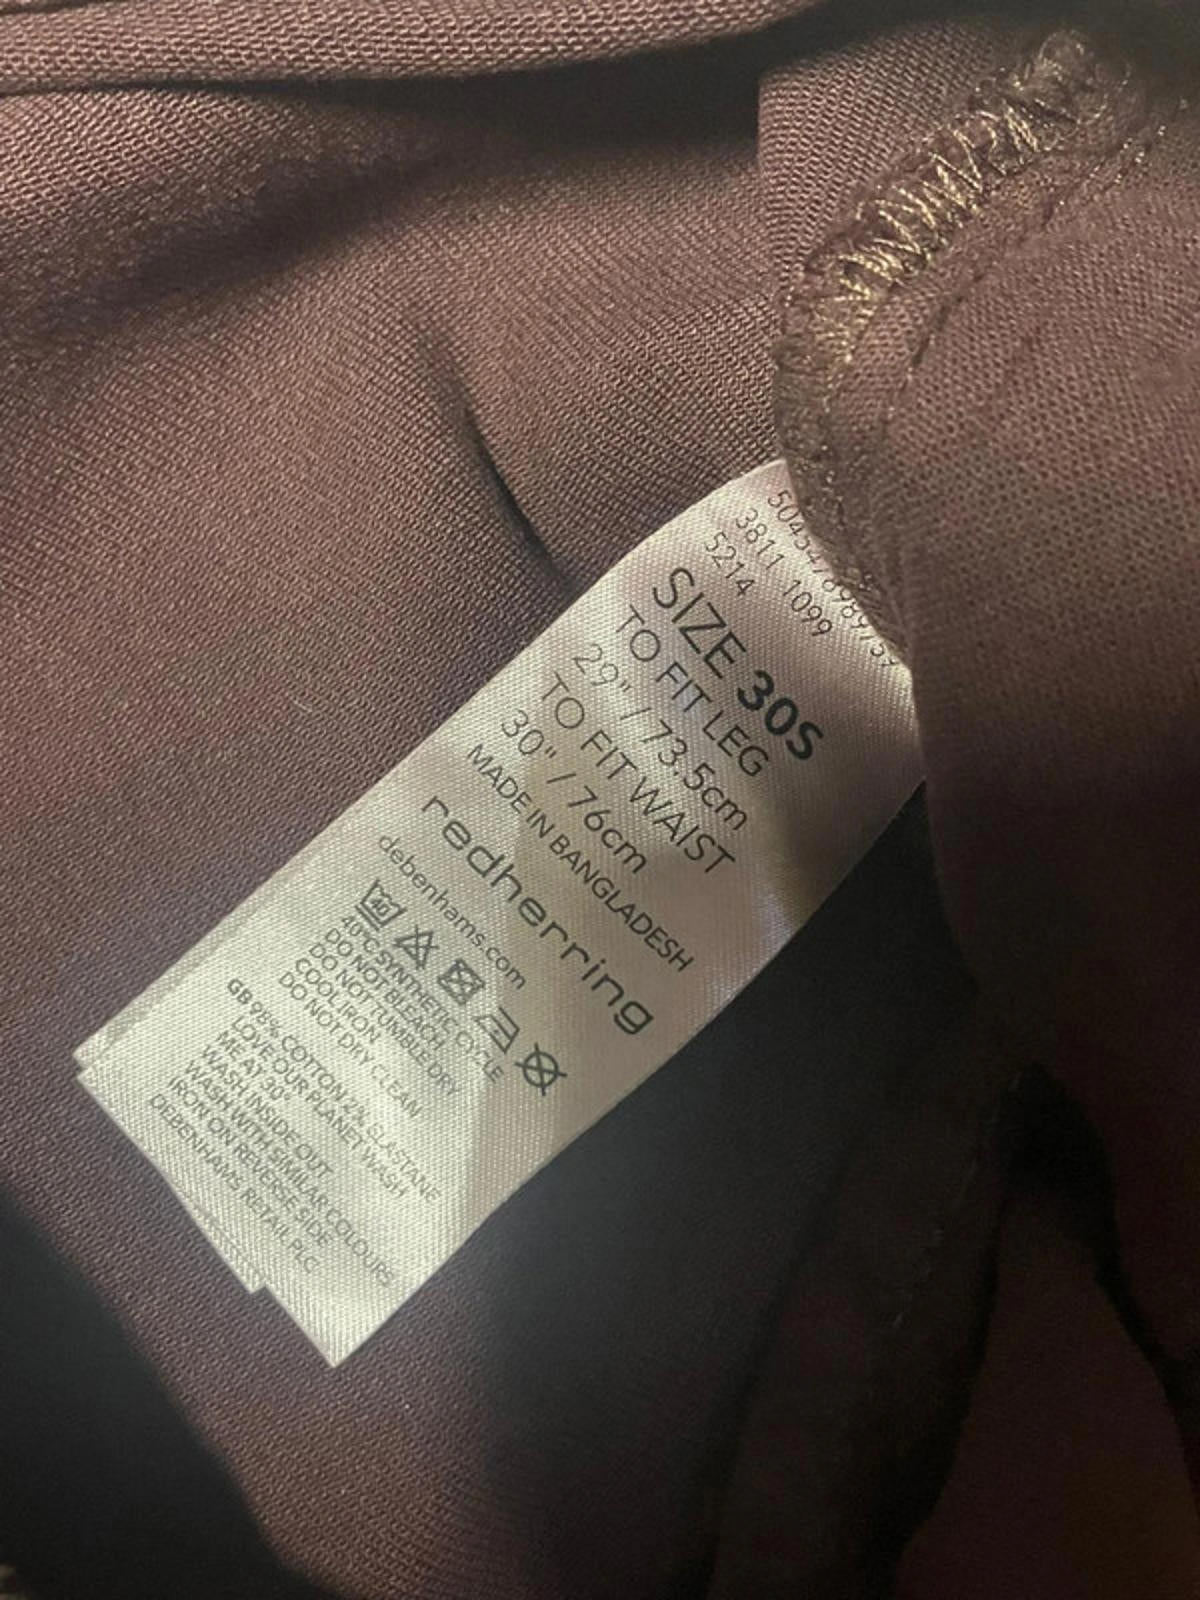 3811 1099
5214
SIZE 30S
TO FIT LEG
29" / 73.5cm
TO FIT WAIST
30" / 76cm
MADE IN BANGLADESH
redherring
debenhams.com
40
40°C SYNTHETIC CYCLE
DO NOT BLEACH
DO NOT TUMBLE DRY
COOL IRON
DO NOT DRY CLEAN
GB 98% COTTON 2% ELASTANE
LOVE OUR PLANET WASH
ME AT 30°
WASH INSIDE OUT
WASH WITH SIMILAR COLOURS
IRON ON REVERSE SIDE
DEBENHAMS RETAIL PLC